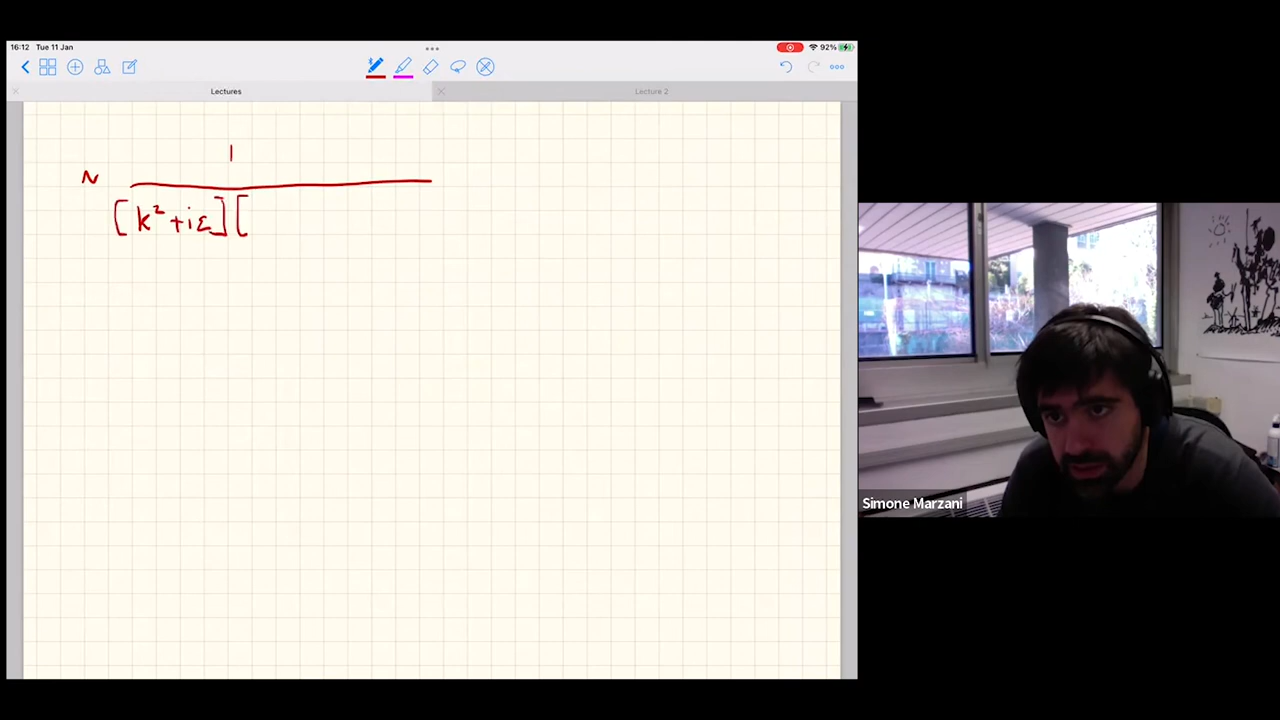 16:12 Tue 11 Jan
92%
Lectures
Lecture 2
~ 1
[k² + iε] [
Simone Marzani